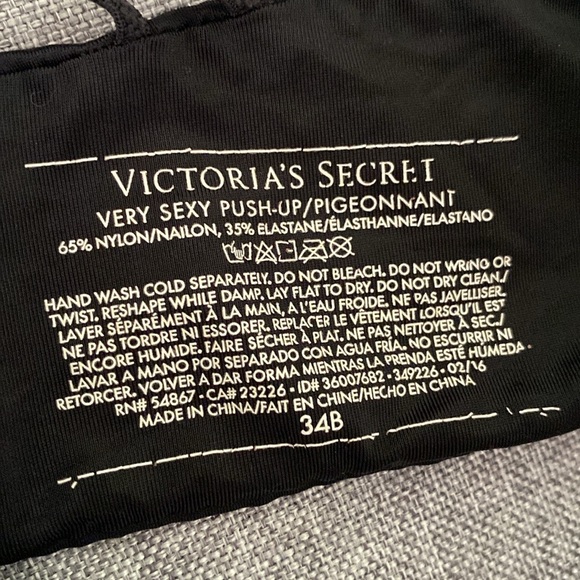 VICTORIA'S SECRET
VERY SEXY PUSH-UP/PIGEONNANT
65% NYLON/NAILON, 35% ELASTANE/ÉLASTHANNE/ELASTANO
HAND WASH COLD SEPARATELY. DO NOT BLEACH. DO NOT WRING OR
TWIST. RESHAPE WHILE DAMP. LAY FLAT TO DRY. DO NOT DRY CLEAN./
LAVER SÉPARÉMENT À LA MAIN, A L'EAU FROIDE. NE PAS JAVELLISER.
NE PAS TORDRE NI ESSORER. REPLACER LE VÊTEMENT LORSQU'IL EST
ENCORE HUMIDE. FAIRE SÉCHER À PLAT. NE PAS NETTOYER À SEC./
LAVAR A MANO POR SEPARADO CON AGUA FRÍA. NO ESCURRIR NI
RETORCER. VOLVER A DAR FORMA MIENTRAS LA PRENDA ESTÉ HÚMEDA.
RN# 54867 • CA# 23226 • ID# 36007682 • 349226 • 02/16
MADE IN CHINA/FAIT EN CHINE/HECHO EN CHINA
34B